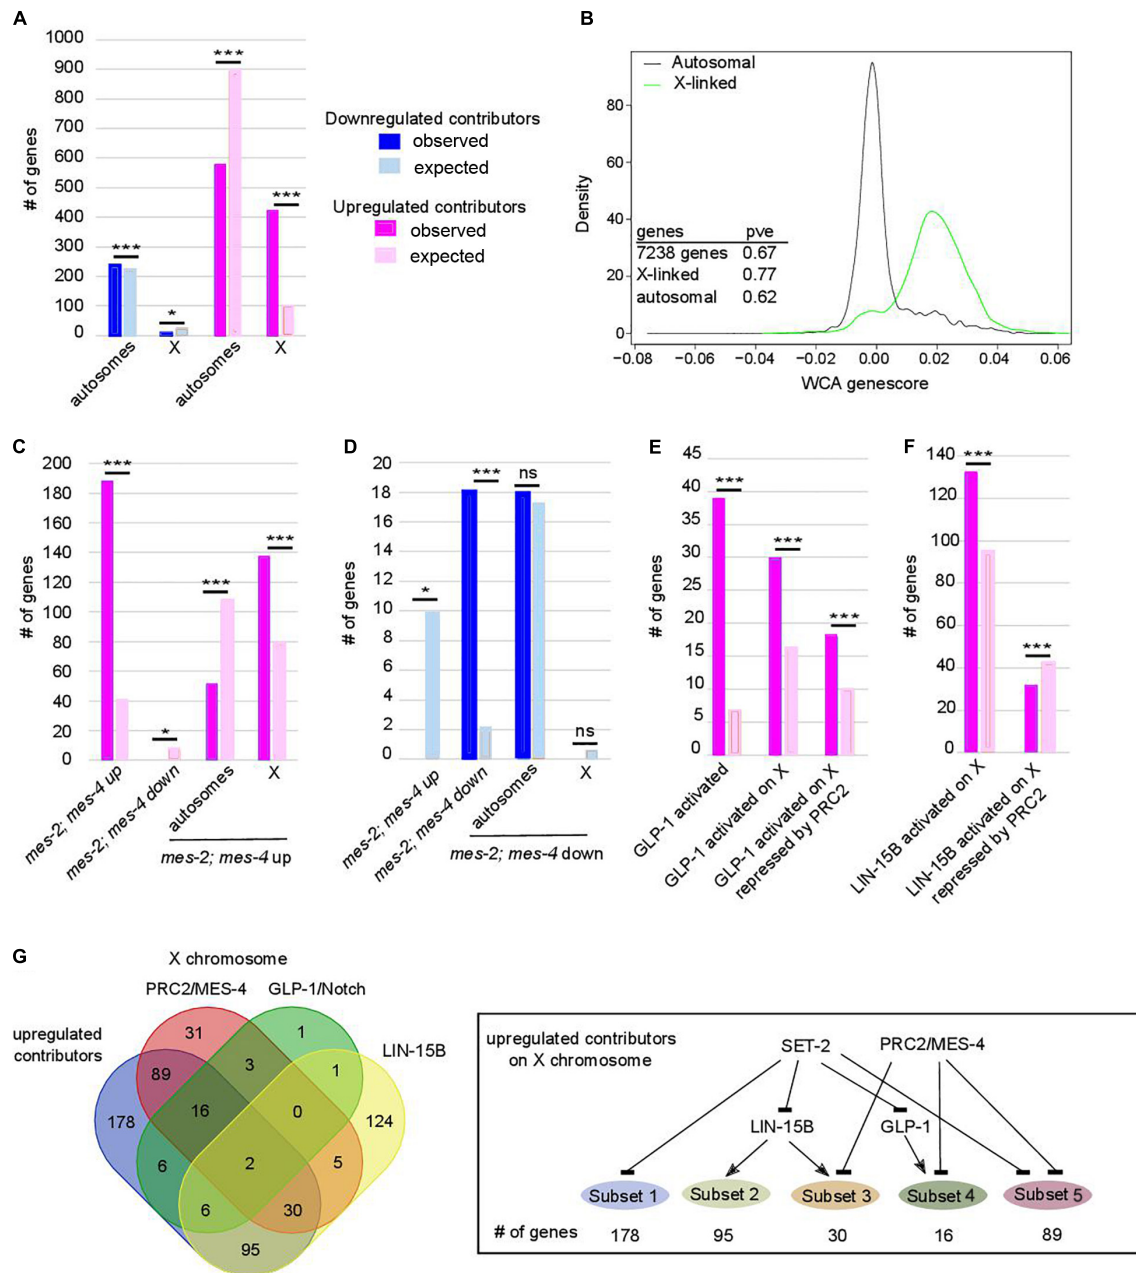 A
1000
900
800
700
600
500
400
300
200
100
0
# of genes
***
*
***
***
autosomes
X
autosomes
X
Downregulated contributors
observed
expected
Upregulated contributors
observed
expected
B
Autosomal
X-linked
80
60
40
20
0
Density
genes pve
7238 genes 0.67
X-linked 0.77
autosomal 0.62
−0.08 −0.06 −0.04 −0.02 0.00 0.02 0.04 0.06
WCA genescore
C
200
180
160
140
120
100
80
60
40
20
0
# of genes
***
*
***
***
mes-2; mes-4 up
mes-2; mes-4 down
autosomes
X
mes-2; mes-4 up
D
20
18
16
14
12
10
8
6
4
2
0
# of genes
*
***
ns
ns
mes-2; mes-4 up
mes-2; mes-4 down
autosomes
X
mes-2; mes-4 down
E
45
40
35
30
25
20
15
10
5
0
# of genes
***
***
***
GLP-1 activated
GLP-1 activated on X
GLP-1 activated on X
repressed by PRC2
F
140
120
100
80
60
40
20
0
# of genes
***
***
LIN-15B activated on X
LIN-15B activated on X
repressed by PRC2
G
X chromosome
PRC2/MES-4 GLP-1/Notch
upregulated
contributors
LIN-15B
31
1
89
3
1
178
16
0
124
6
2
5
6
30
95
upregulated contributors
on X chromosome
SET-2
PRC2/MES-4
LIN-15B
GLP-1
Subset 1 Subset 2 Subset 3 Subset 4 Subset 5
# of genes 178 95 30 16 89